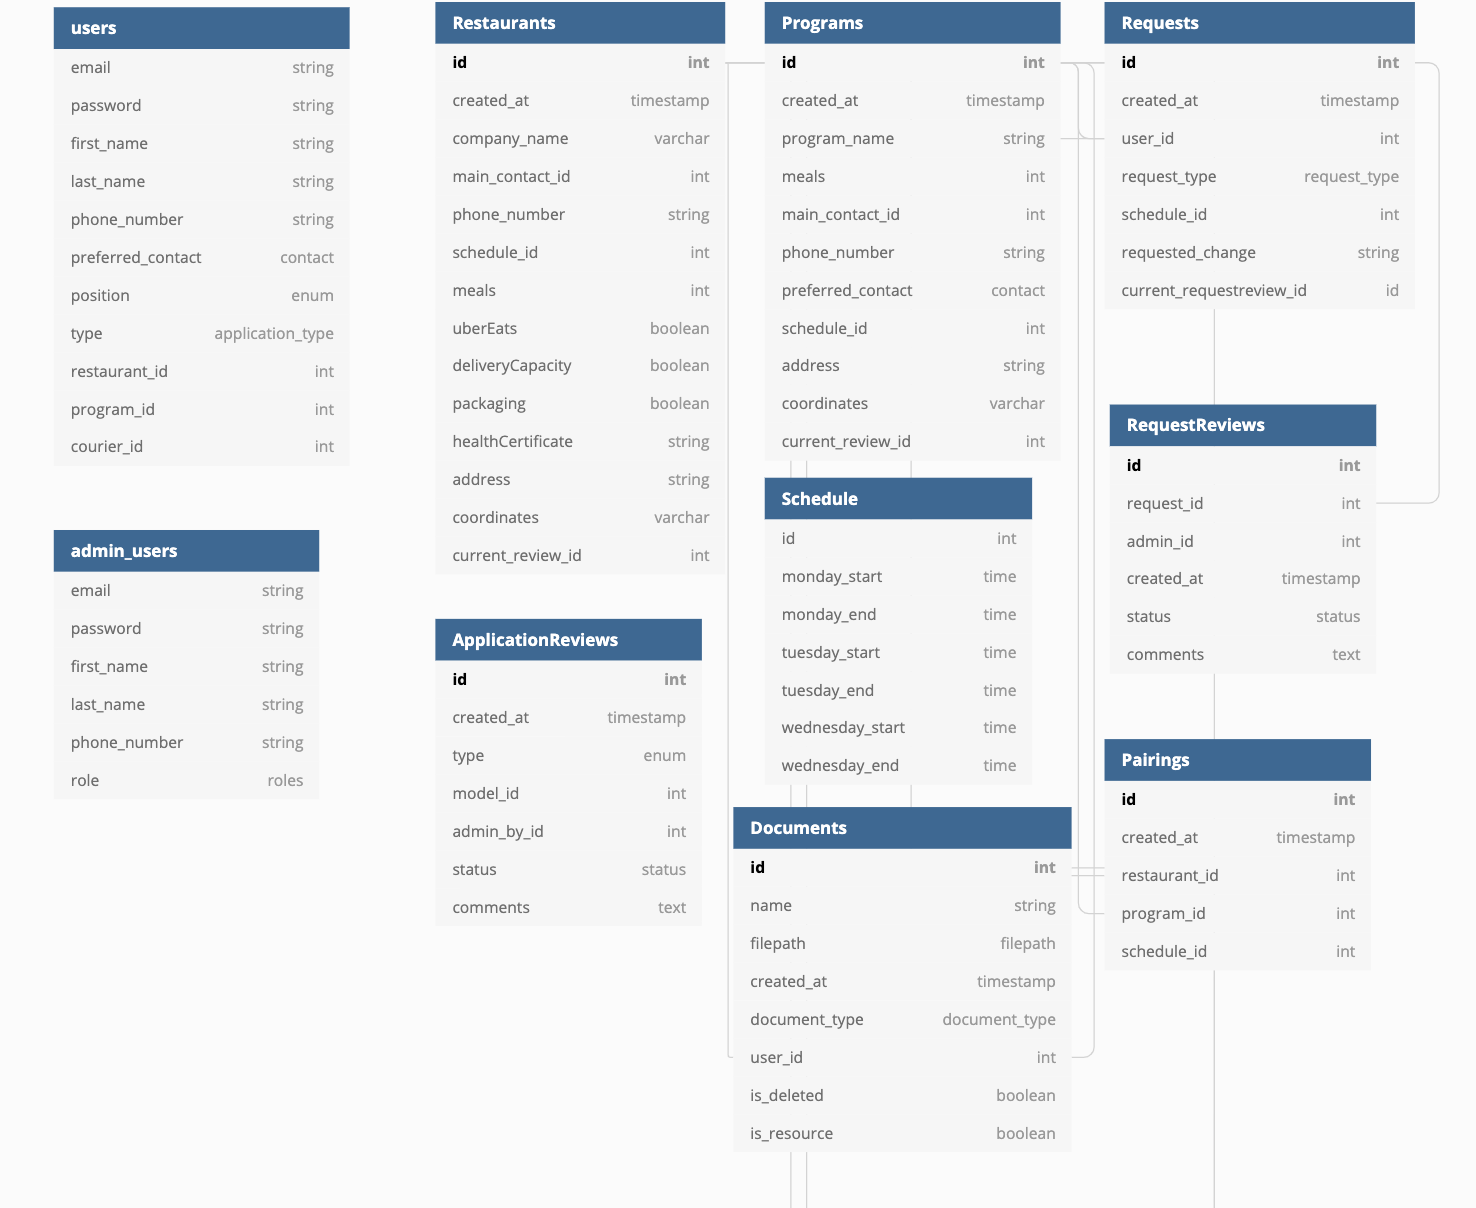 users
email string
password string
first_name string
last_name string
phone_number string
preferred_contact contact
position enum
type application_type
restaurant_id int
program_id int
courier_id int
admin_users
email string
password string
first_name string
last_name string
phone_number string
role roles
Restaurants
id int
created_at timestamp
company_name varchar
main_contact_id int
phone_number string
schedule_id int
meals int
uberEats boolean
deliveryCapacity boolean
packaging boolean
healthCertificate string
address string
coordinates varchar
current_review_id int
ApplicationReviews
id int
created_at timestamp
type enum
model_id int
admin_by_id int
status status
comments text
Programs
id int
created_at timestamp
program_name string
meals int
main_contact_id int
phone_number string
preferred_contact contact
schedule_id int
address string
coordinates varchar
current_review_id int
Schedule
id int
monday_start time
monday_end time
tuesday_start time
tuesday_end time
wednesday_start time
wednesday_end time
Documents
id int
name string
filepath filepath
created_at timestamp
document_type document_type
user_id int
is_deleted boolean
is_resource boolean
Requests
id int
created_at timestamp
user_id int
request_type request_type
schedule_id int
requested_change string
current_requestreview_id id
RequestReviews
id int
request_id int
admin_id int
created_at timestamp
status status
comments text
Pairings
id int
created_at timestamp
restaurant_id int
program_id int
schedule_id int